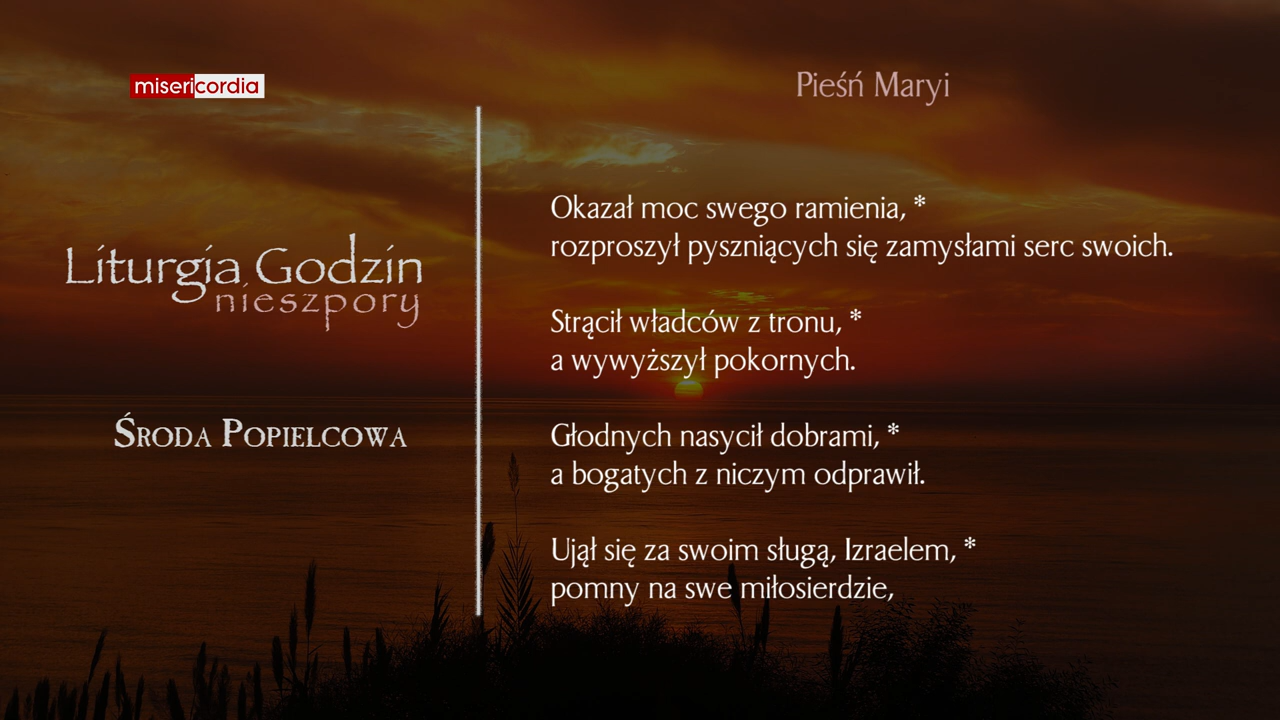 misericordia
Liturgia Godzin
nieszpory
Środa Popielcowa
Pieśń Maryi
Okazał moc swego ramienia, *
rozproszył pyszniących się zamysłami serc swoich.
Strącił władców z tronu, *
a wywyższył pokornych.
Głodnych nasycił dobrami, *
a bogatych z niczym odprawił.
Ujął się za swoim sługą, Izraelem, *
pomny na swe miłosierdzie,